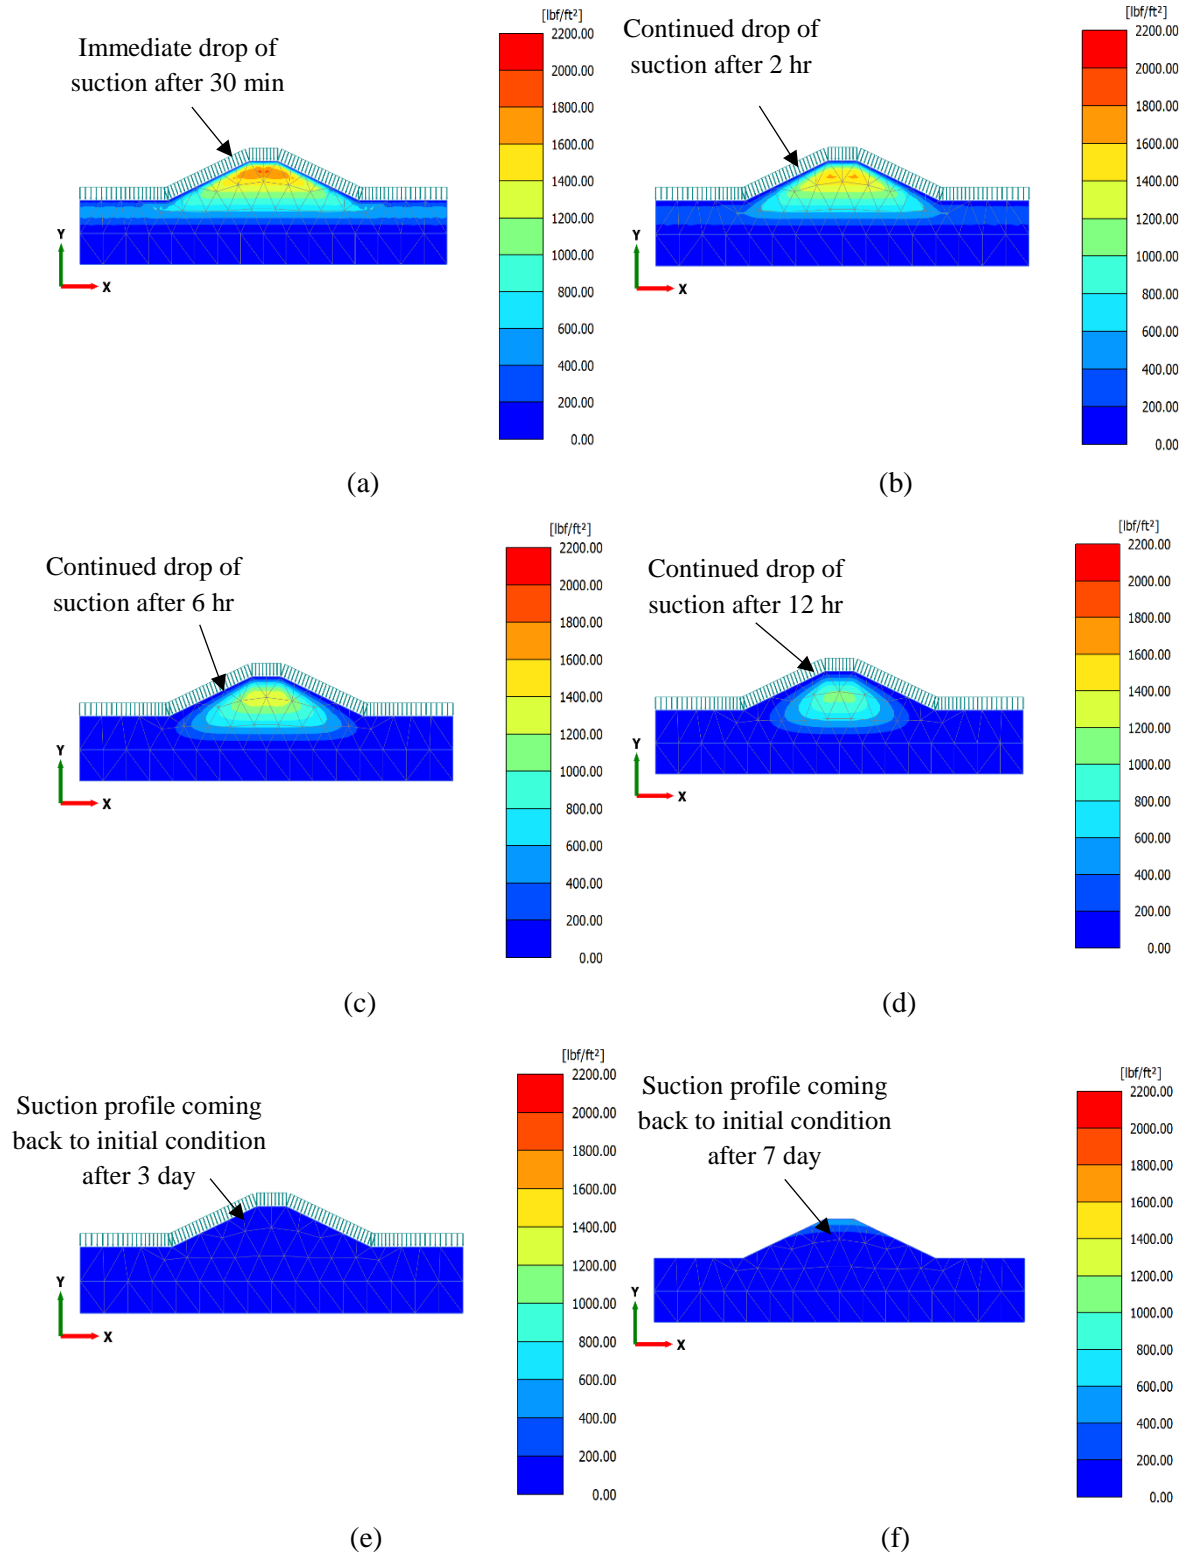 [lbf/ft²]
Immediate drop of
suction after 30 min
2200.00
2000.00
1800.00
1600.00
1400.00
1200.00
1000.00
800.00
600.00
400.00
200.00
0.00
Y
X
(a)
[lbf/ft²]
Continued drop of
suction after 2 hr
2200.00
2000.00
1800.00
1600.00
1400.00
1200.00
1000.00
800.00
600.00
400.00
200.00
0.00
Y
X
(b)
[lbf/ft²]
Continued drop of
suction after 6 hr
2200.00
2000.00
1800.00
1600.00
1400.00
1200.00
1000.00
800.00
600.00
400.00
200.00
0.00
Y
X
(c)
[lbf/ft²]
Continued drop of
suction after 12 hr
2200.00
2000.00
1800.00
1600.00
1400.00
1200.00
1000.00
800.00
600.00
400.00
200.00
0.00
Y
X
(d)
[lbf/ft²]
Suction profile coming
back to initial condition
after 3 day
2200.00
2000.00
1800.00
1600.00
1400.00
1200.00
1000.00
800.00
600.00
400.00
200.00
0.00
Y
X
(e)
[lbf/ft²]
Suction profile coming
back to initial condition
after 7 day
2200.00
2000.00
1800.00
1600.00
1400.00
1200.00
1000.00
800.00
600.00
400.00
200.00
0.00
Y
X
(f)